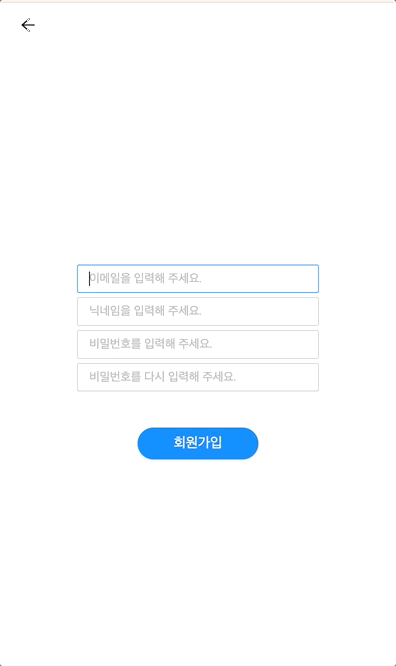 이메일을 입력해 주세요.
닉네임을 입력해 주세요.
비밀번호를 입력해 주세요.
비밀번호를 다시 입력해 주세요.
회원가입